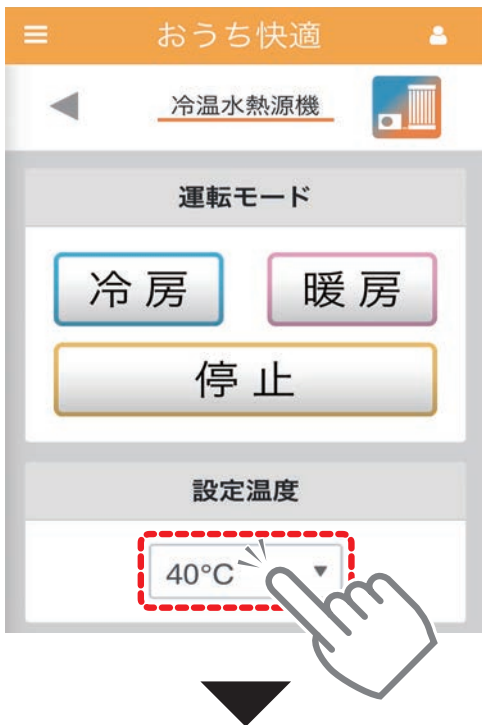 おうち快適
冷温水熱源機
運転モード
冷房 暖房
停止
設定温度
40°C